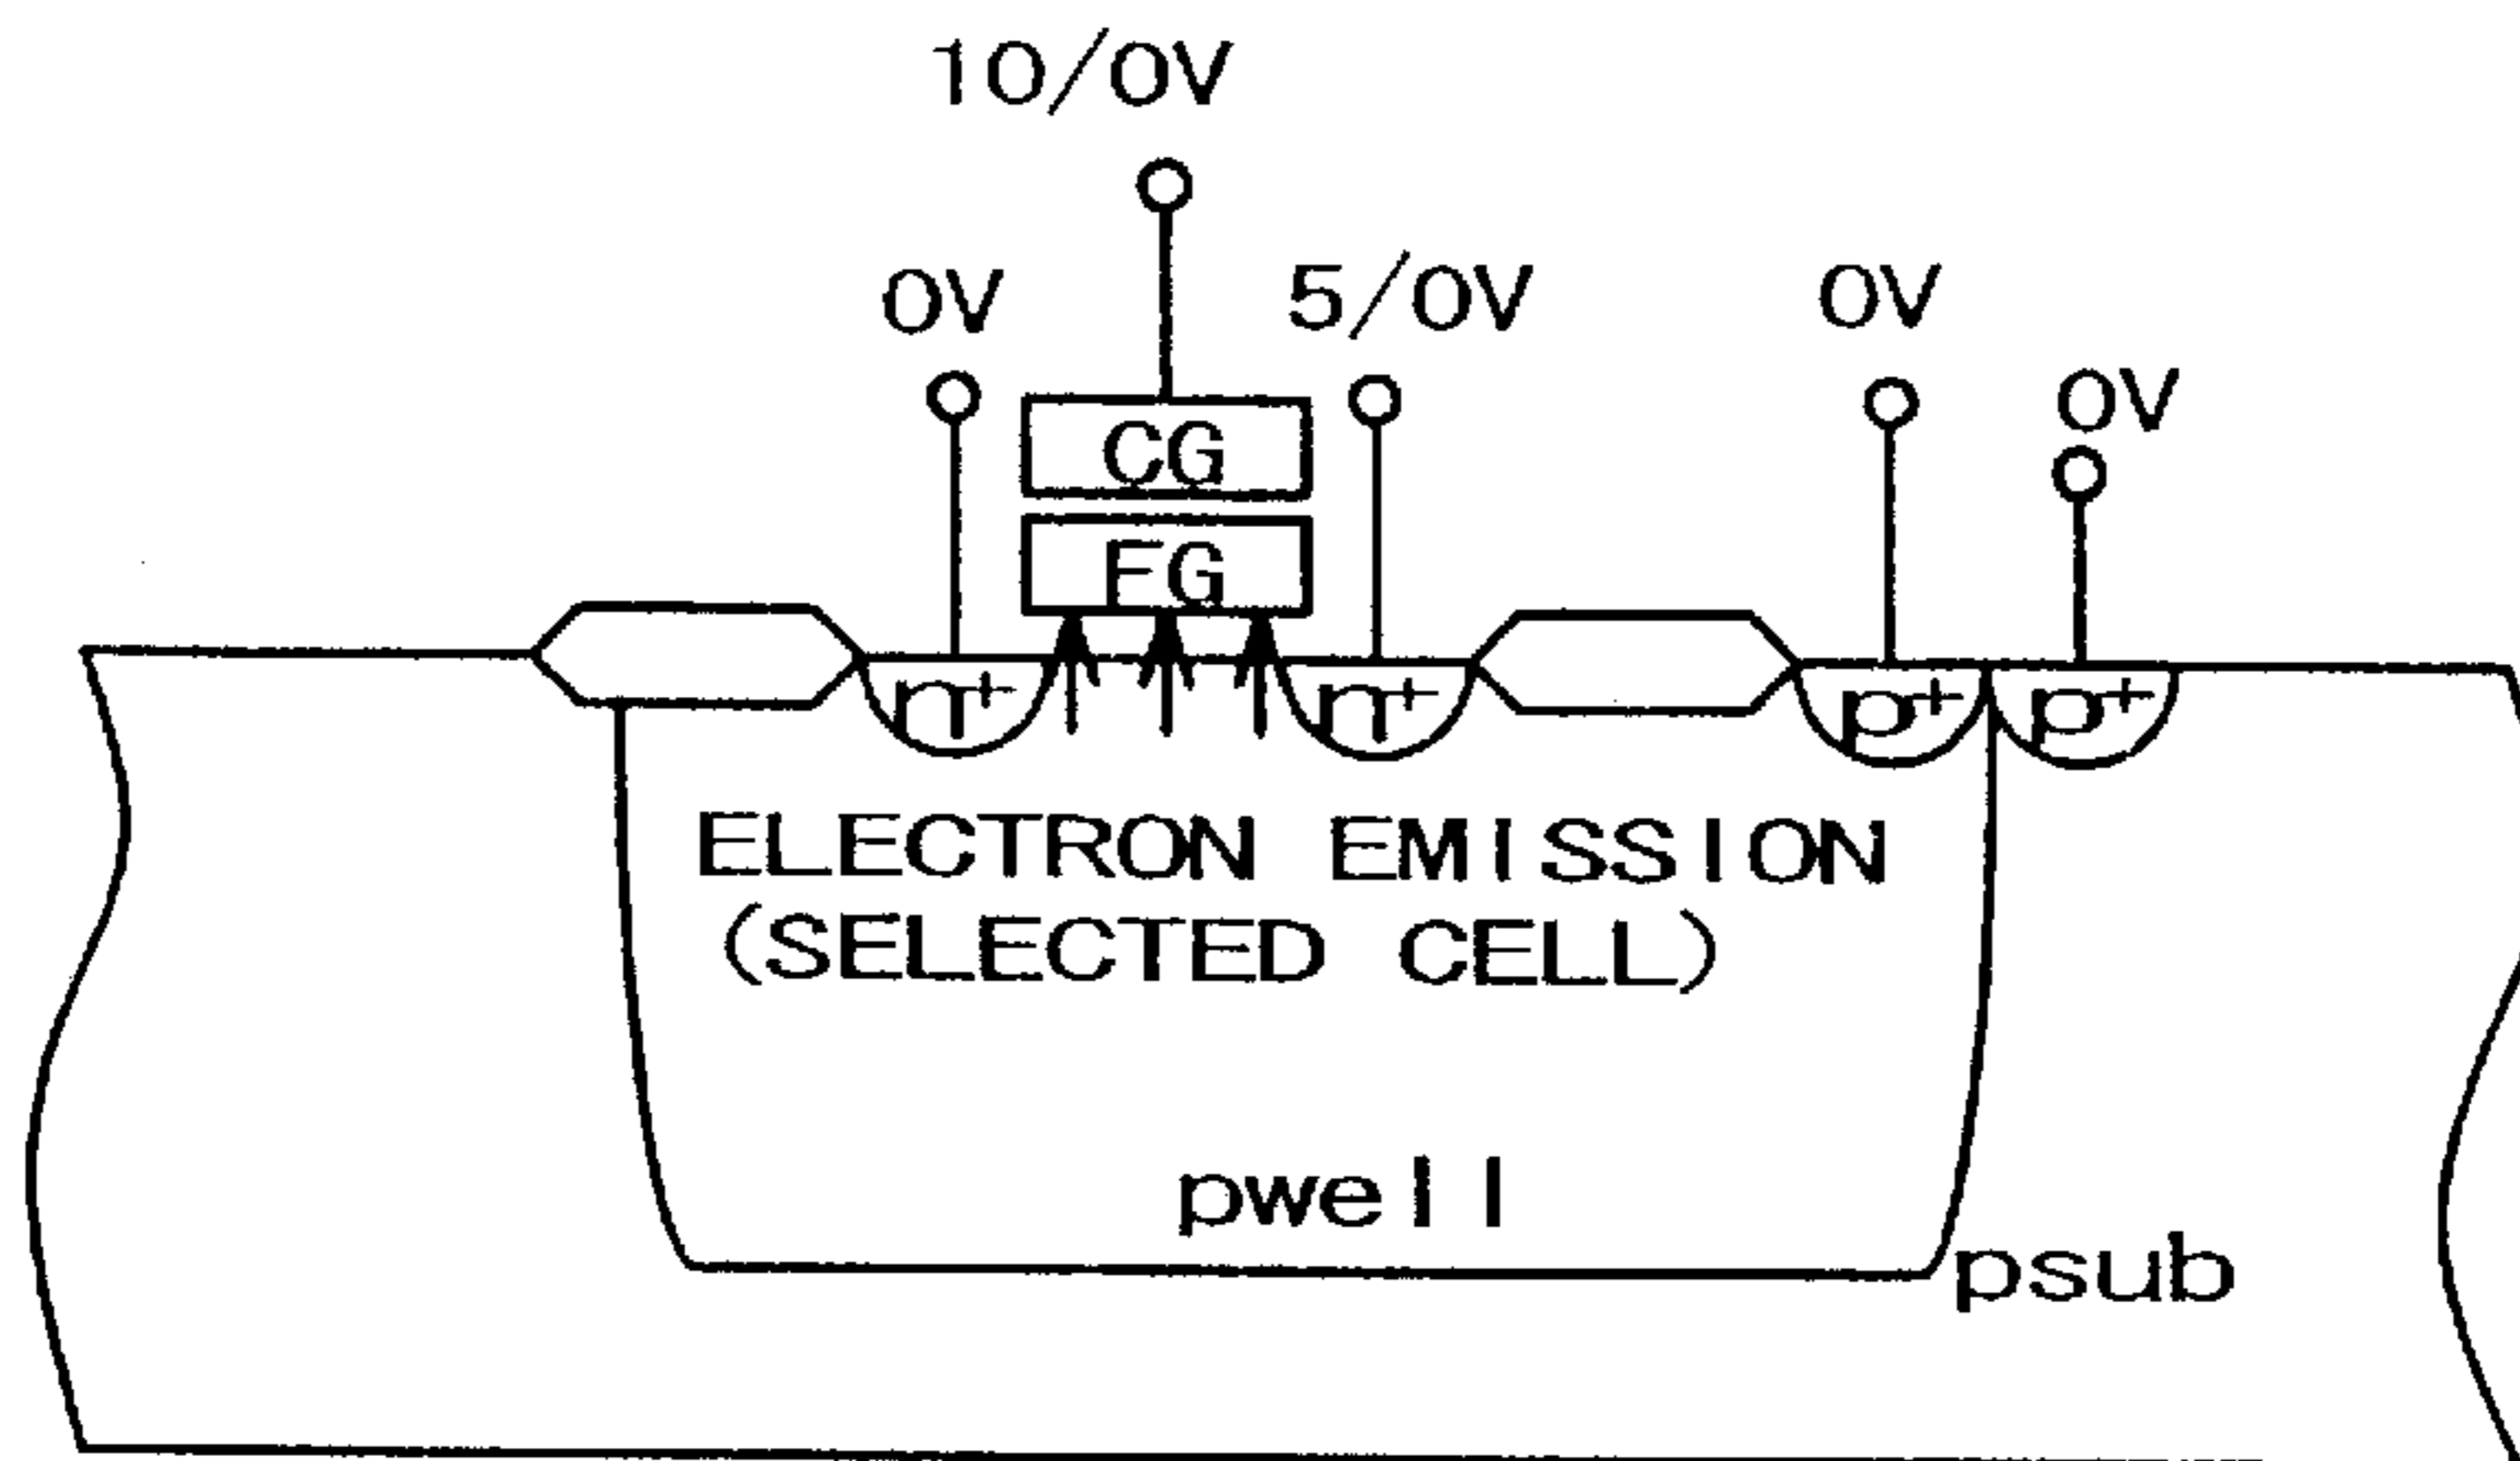 10/0V
0V
5/0V
0V
0V
CG
FG
n+
n+
p+
p+
ELECTRON EMISSION
(SELECTED CELL)
pwell
psub